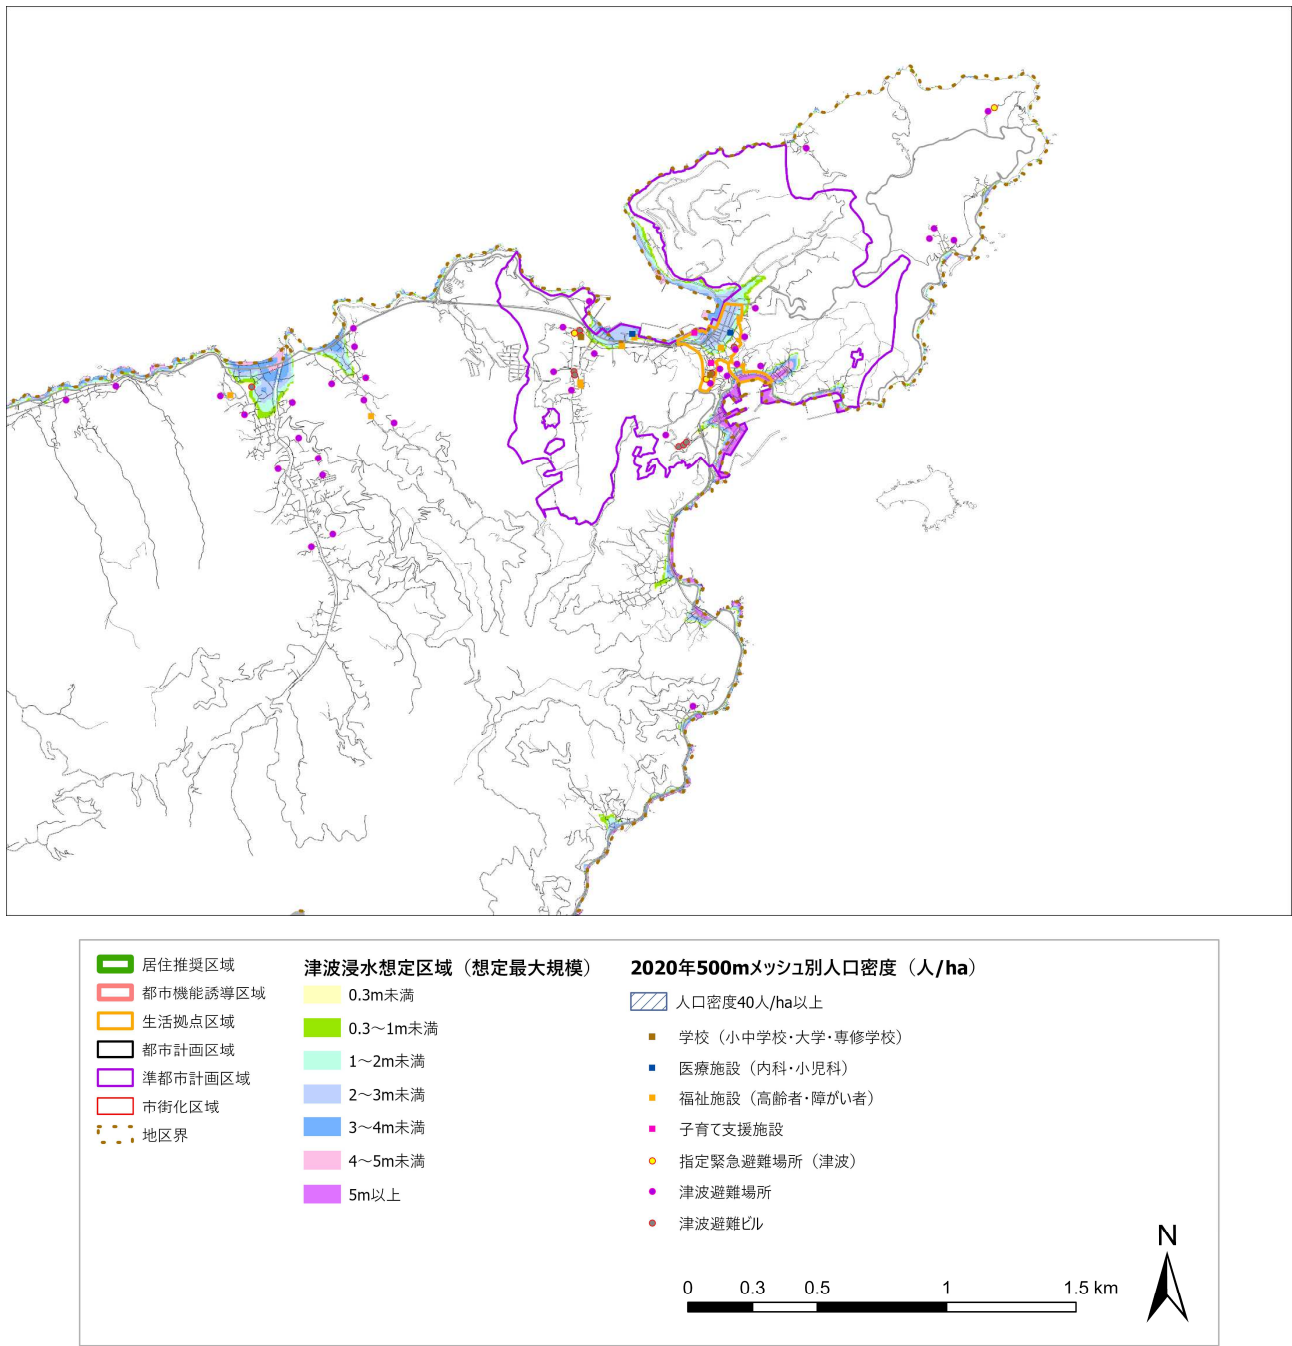 居住推奨区域
都市機能誘導区域
生活拠点区域
都市計画区域
準都市計画区域
市街化区域
地区界
津波浸水想定区域（想定最大規模）
0.3m未満
0.3～1m未満
1～2m未満
2～3m未満
3～4m未満
4～5m未満
5m以上
2020年500mメッシュ別人口密度（人/ha）
人口密度40人/ha以上
学校（小中学校・大学・専修学校）
医療施設（内科・小児科）
福祉施設（高齢者・障がい者）
子育て支援施設
指定緊急避難場所（津波）
津波避難場所
津波避難ビル
N
0 0.3 0.5 1 1.5 km